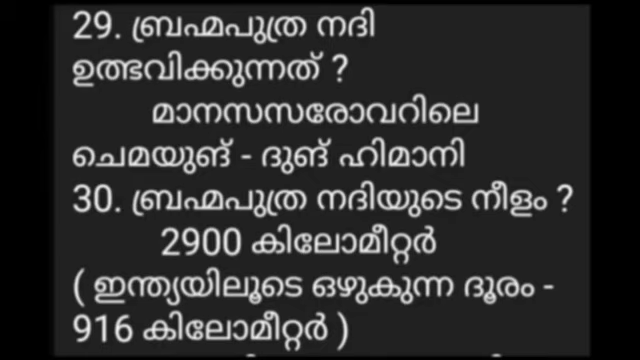 29. ബ്രഹ്മപുത്ര നദി
ഉത്ഭവിക്കുന്നത് ?
മാനസസരോവറിലെ
ചെമയുങ് - ദുങ് ഹിമാനി
30. ബ്രഹ്മപുത്ര നദിയുടെ നീളം ?
2900 കിലോമീറ്റർ
( ഇന്ത്യയിലൂടെ ഒഴുകുന്ന ദൂരം -
916 കിലോമീറ്റർ )